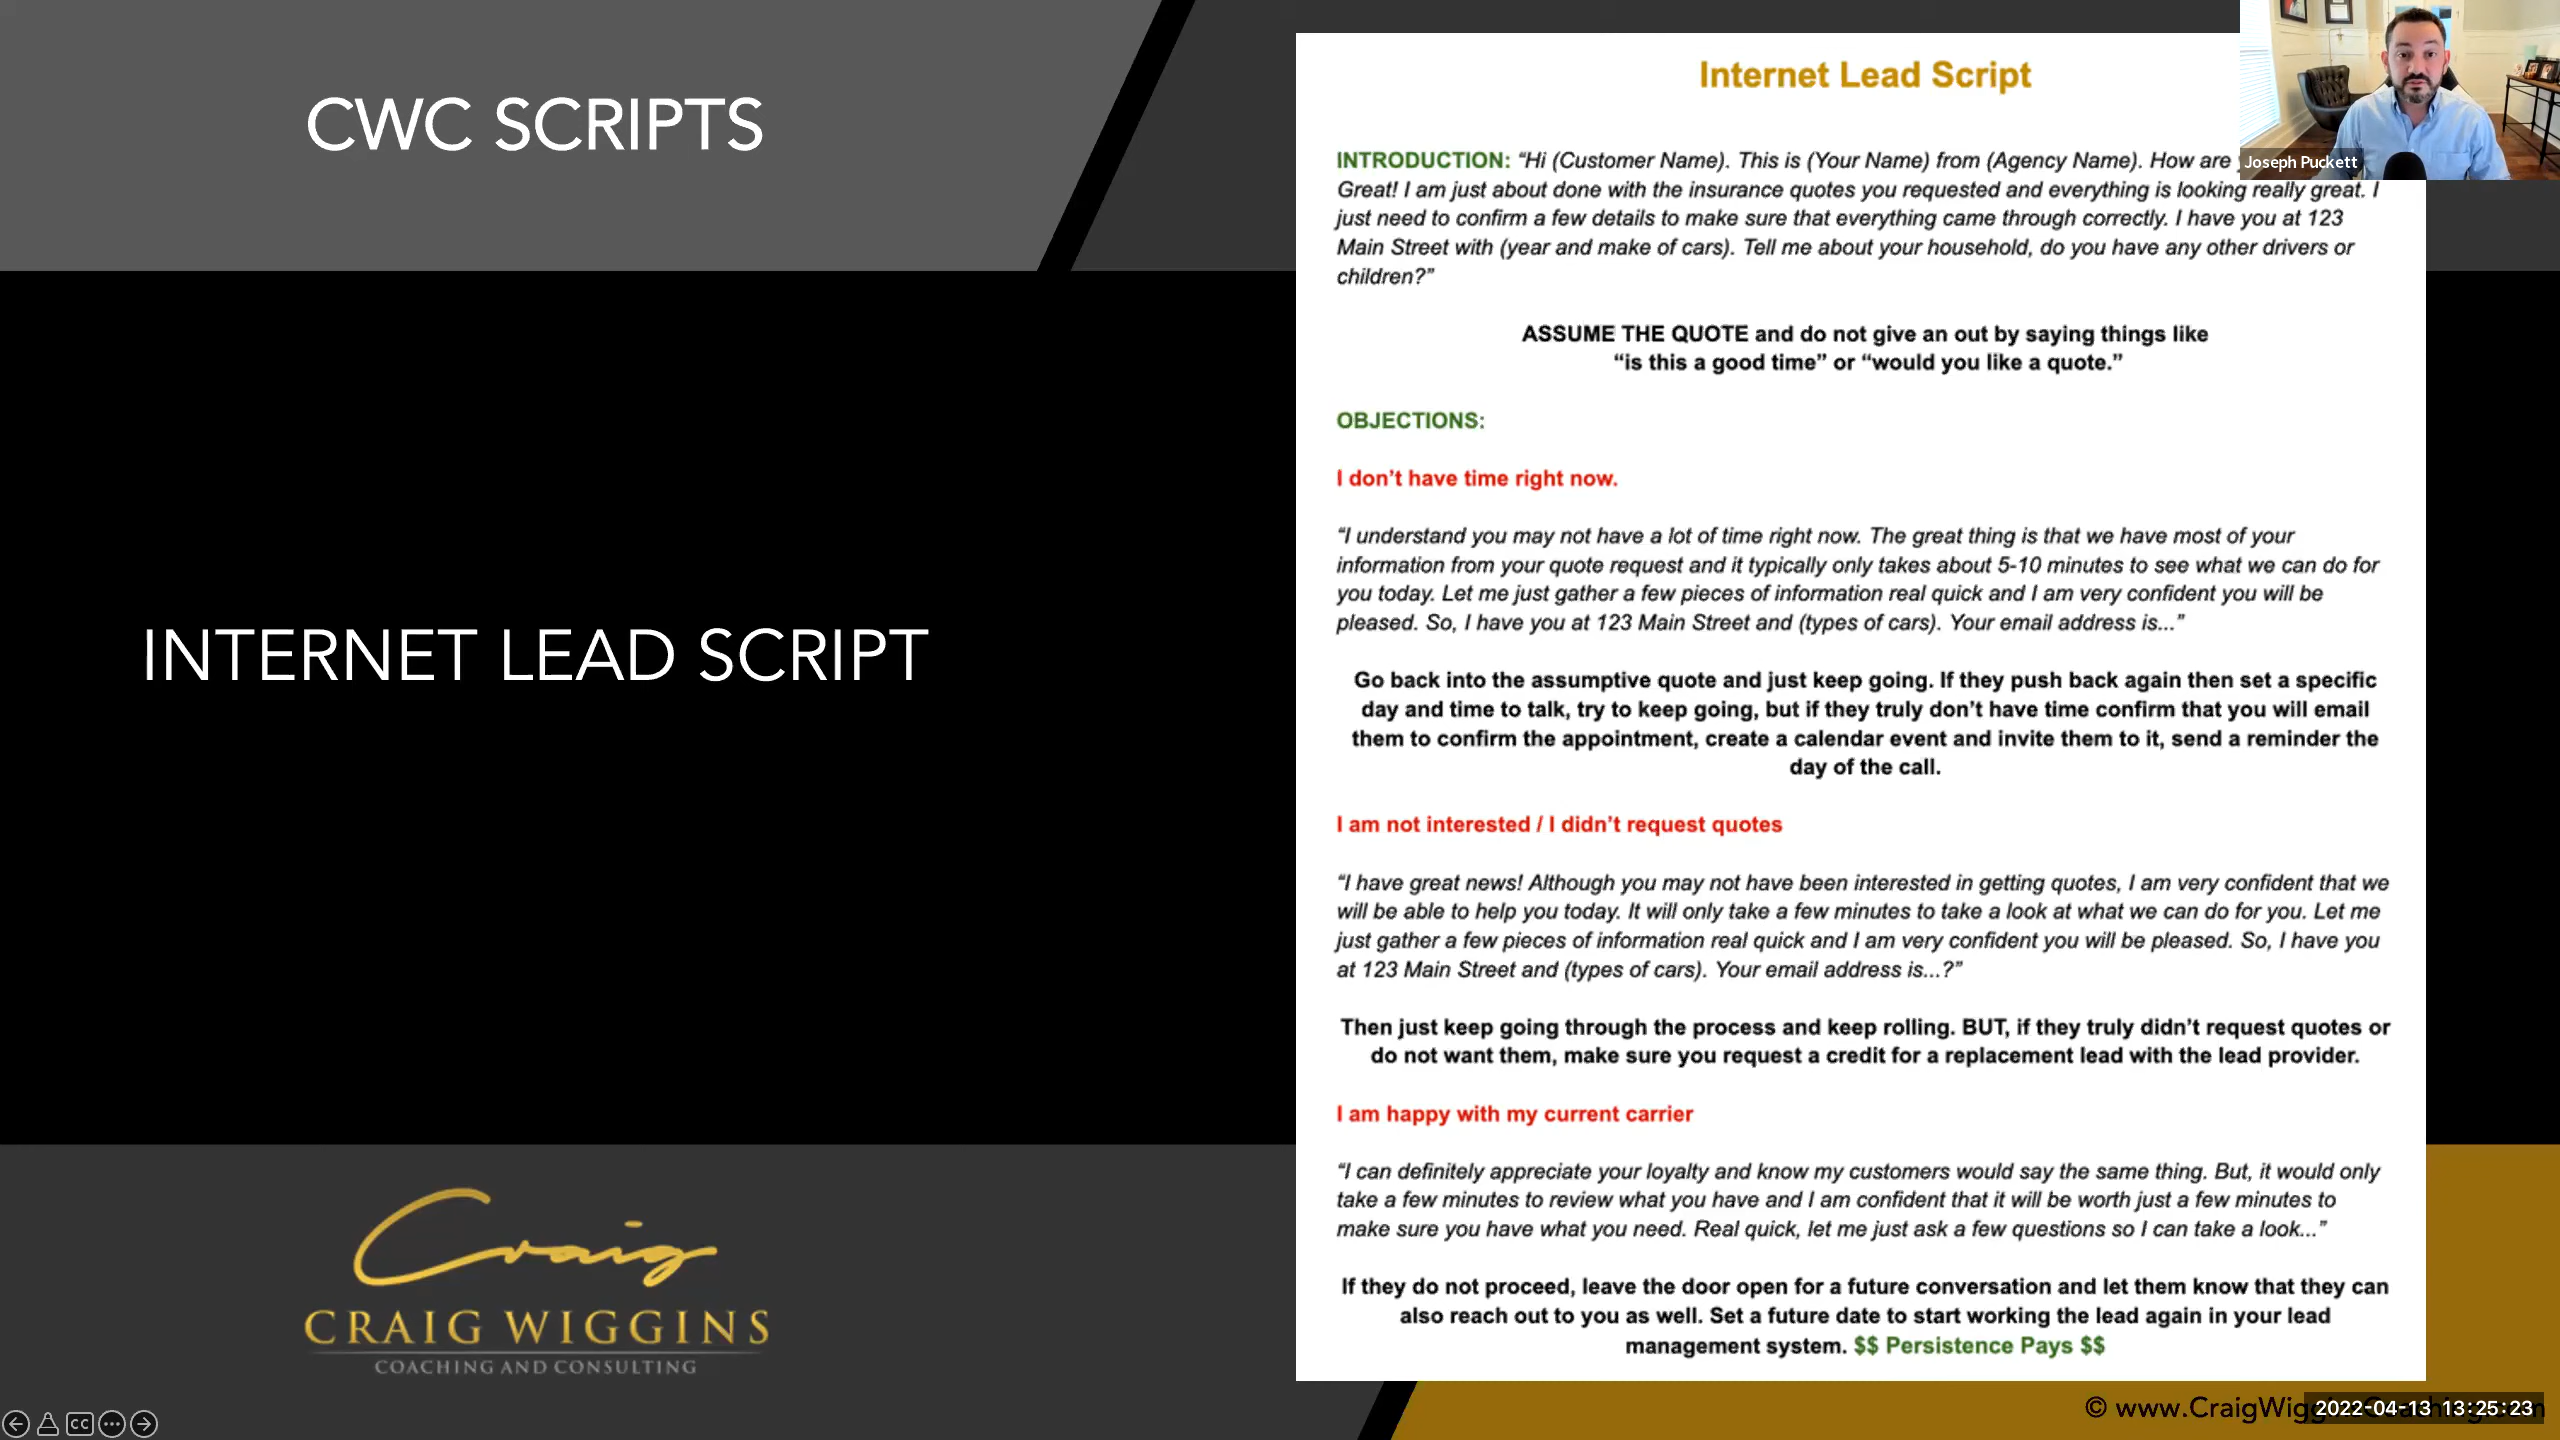 CWC SCRIPTS
INTERNET LEAD SCRIPT
Craig
CRAIG WIGGINS
COACHING AND CONSULTING
Internet Lead Script
INTRODUCTION: “Hi (Customer Name). This is (Your Name) from (Agency Name). How are
Great! I am just about done with the insurance quotes you requested and everything is looking really great. I
just need to confirm a few details to make sure that everything came through correctly. I have you at 123
Main Street with (year and make of cars). Tell me about your household, do you have any other drivers or
children?”
ASSUME THE QUOTE and do not give an out by saying things like
“is this a good time” or “would you like a quote.”
OBJECTIONS:
I don’t have time right now.
“I understand you may not have a lot of time right now. The great thing is that we have most of your
information from your quote request and it typically only takes about 5-10 minutes to see what we can do for
you today. Let me just gather a few pieces of information real quick and I am very confident you will be
pleased. So, I have you at 123 Main Street and (types of cars). Your email address is...”
Go back into the assumptive quote and just keep going. If they push back again then set a specific
day and time to talk, try to keep going, but if they truly don’t have time confirm that you will email
them to confirm the appointment, create a calendar event and invite them to it, send a reminder the
day of the call.
I am not interested / I didn’t request quotes
“I have great news! Although you may not have been interested in getting quotes, I am very confident that we
will be able to help you today. It will only take a few minutes to take a look at what we can do for you. Let me
just gather a few pieces of information real quick and I am very confident you will be pleased. So, I have you
at 123 Main Street and (types of cars). Your email address is...?”
Then just keep going through the process and keep rolling. BUT, if they truly didn’t request quotes or
do not want them, make sure you request a credit for a replacement lead with the lead provider.
I am happy with my current carrier
“I can definitely appreciate your loyalty and know my customers would say the same thing. But, it would only
take a few minutes to review what you have and I am confident that it will be worth just a few minutes to
make sure you have what you need. Real quick, let me just ask a few questions so I can take a look...”
If they do not proceed, leave the door open for a future conversation and let them know that they can
also reach out to you as well. Set a future date to start working the lead again in your lead
management system. $$ Persistence Pays $$
Joseph Puckett
CC
2022-04-13 13:25:23